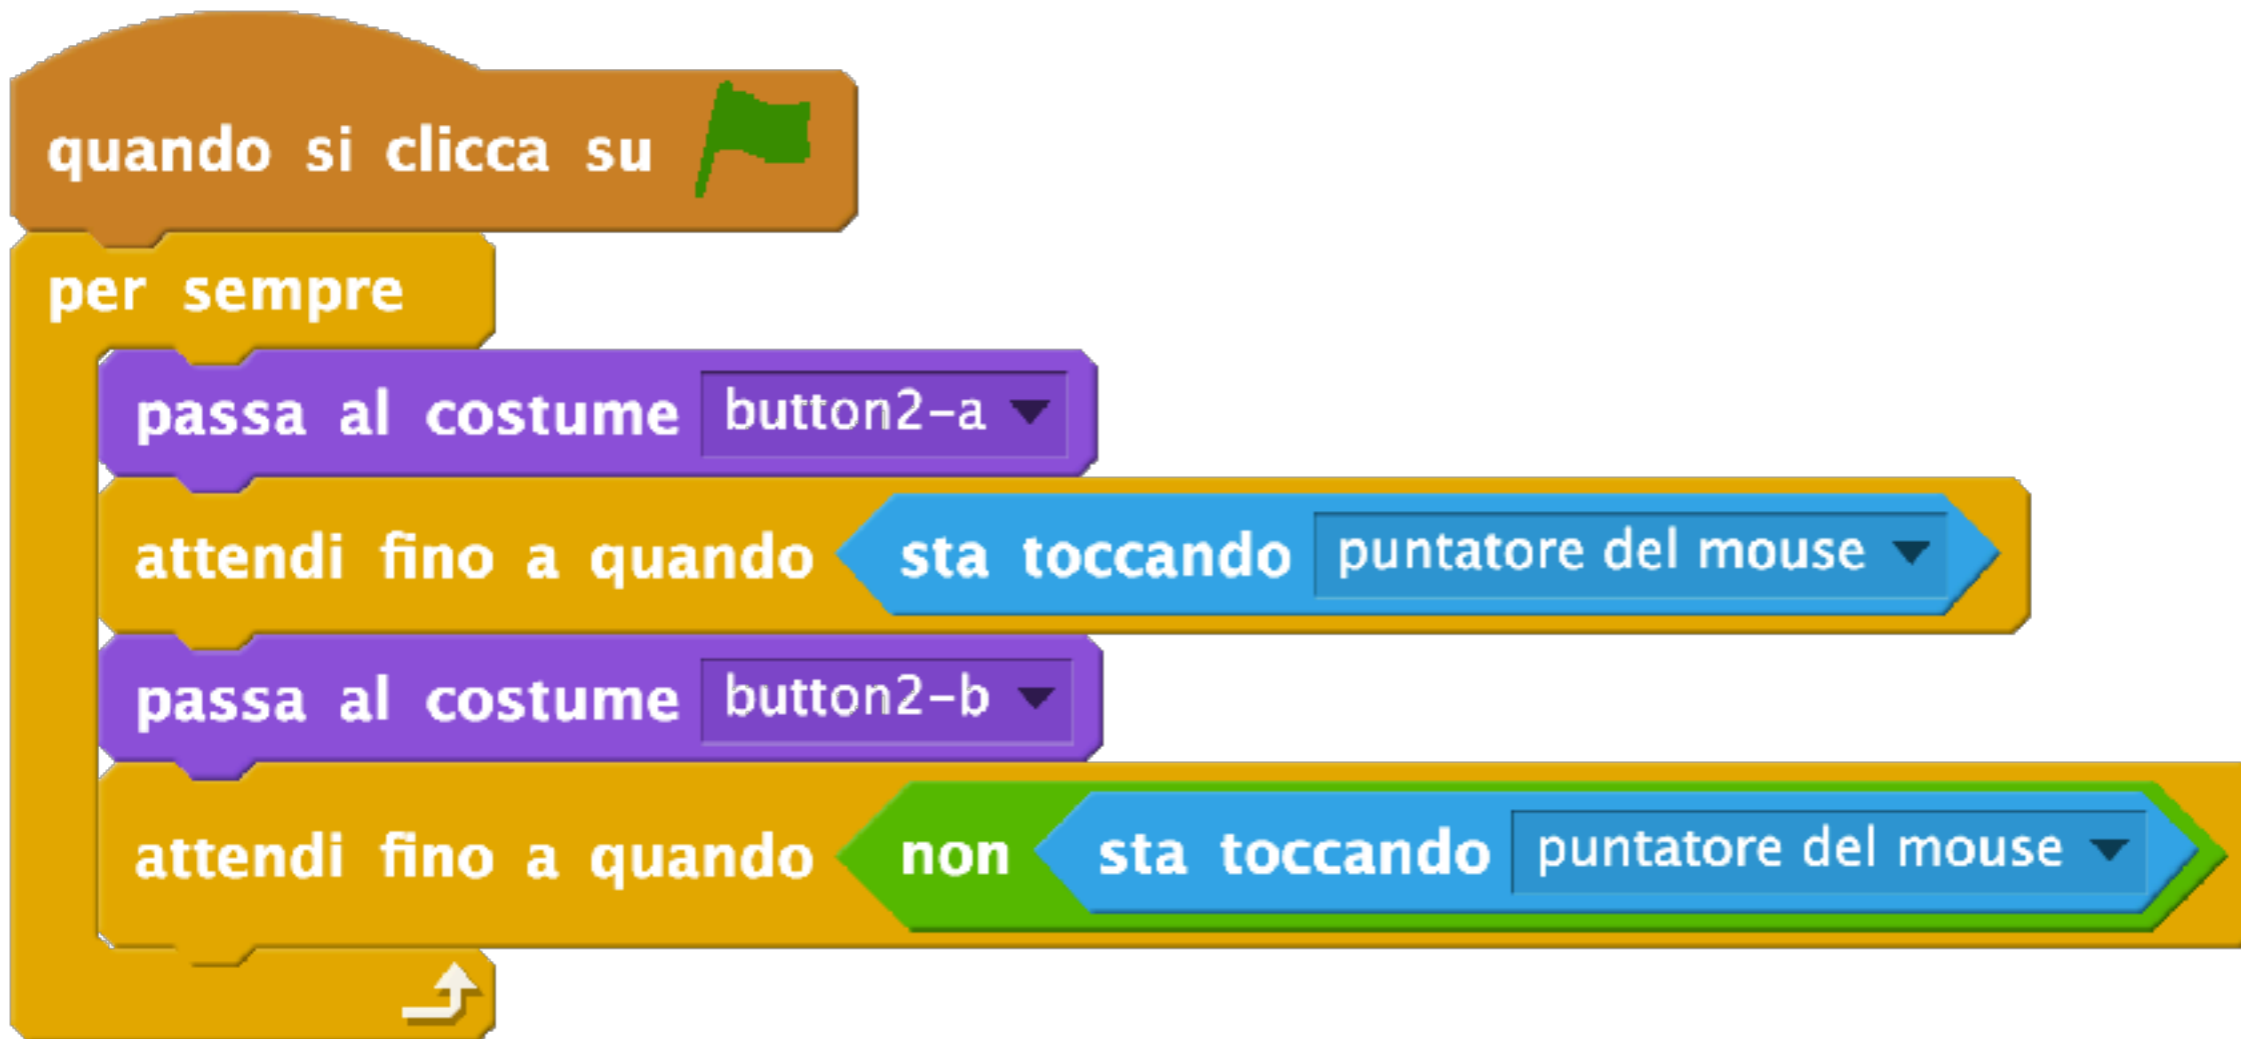 quando si clicca su
per sempre
passa al costume button2-a
attendi fino a quando sta toccando puntatore del mouse
passa al costume button2-b
attendi fino a quando non sta toccando puntatore del mouse